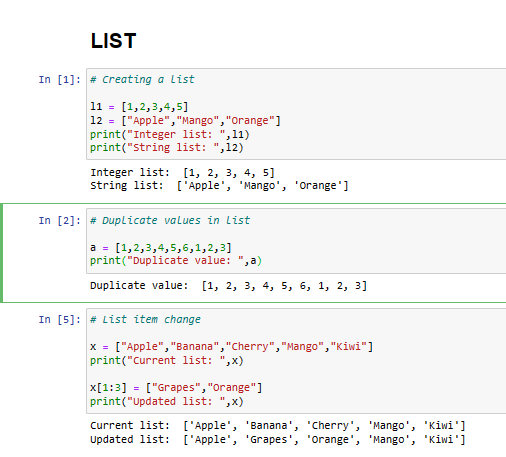 LIST
In [1]: # Creating a list
l1 = [1,2,3,4,5]
l2 = ["Apple","Mango","Orange"]
print("Integer list: ",l1)
print("String list: ",l2)
Integer list:  [1, 2, 3, 4, 5]
String list:  ['Apple', 'Mango', 'Orange']
In [2]: # Duplicate values in list
a = [1,2,3,4,5,6,1,2,3]
print("Duplicate value: ",a)
Duplicate value:  [1, 2, 3, 4, 5, 6, 1, 2, 3]
In [5]: # List item change
x = ["Apple","Banana","Cherry","Mango","Kiwi"]
print("Current list: ",x)
x[1:3] = ["Grapes","Orange"]
print("Updated list: ",x)
Current list:  ['Apple', 'Banana', 'Cherry', 'Mango', 'Kiwi']
Updated list:  ['Apple', 'Grapes', 'Orange', 'Mango', 'Kiwi']